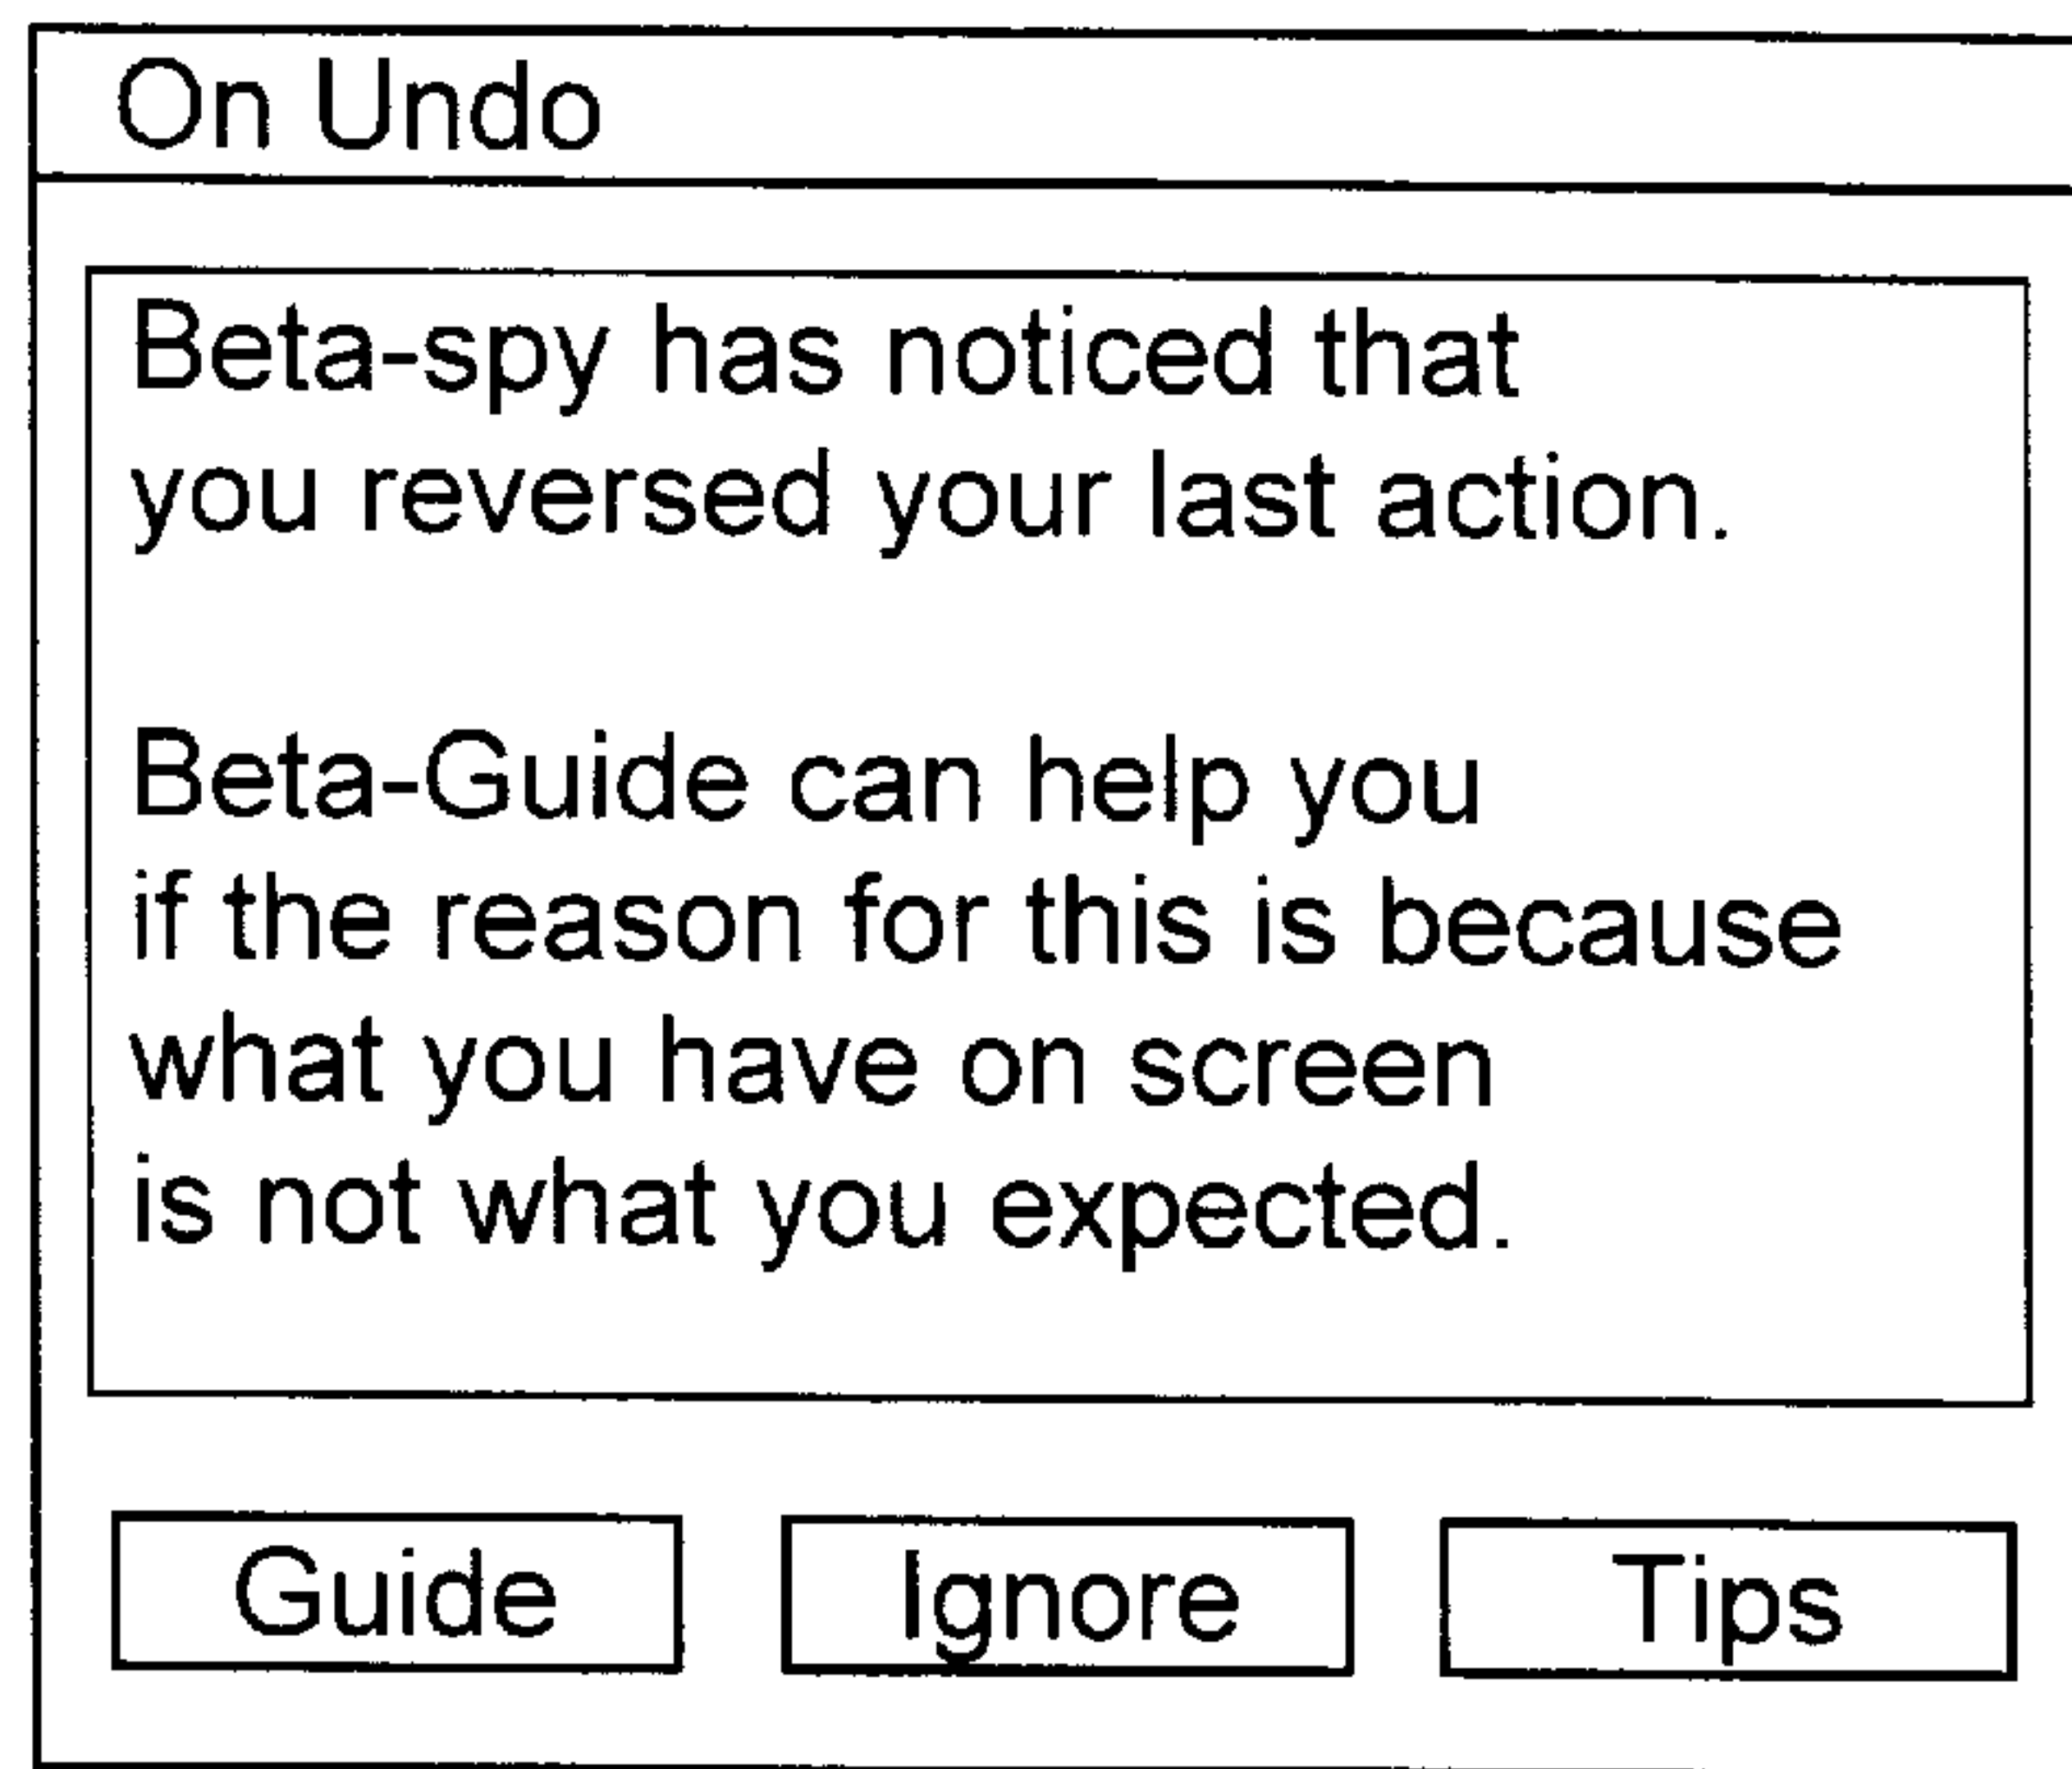 On Undo
Beta-spy has noticed that
you reversed your last action.
Beta-Guide can help you
if the reason for this is because
what you have on screen
is not what you expected.
Guide
Ignore
Tips